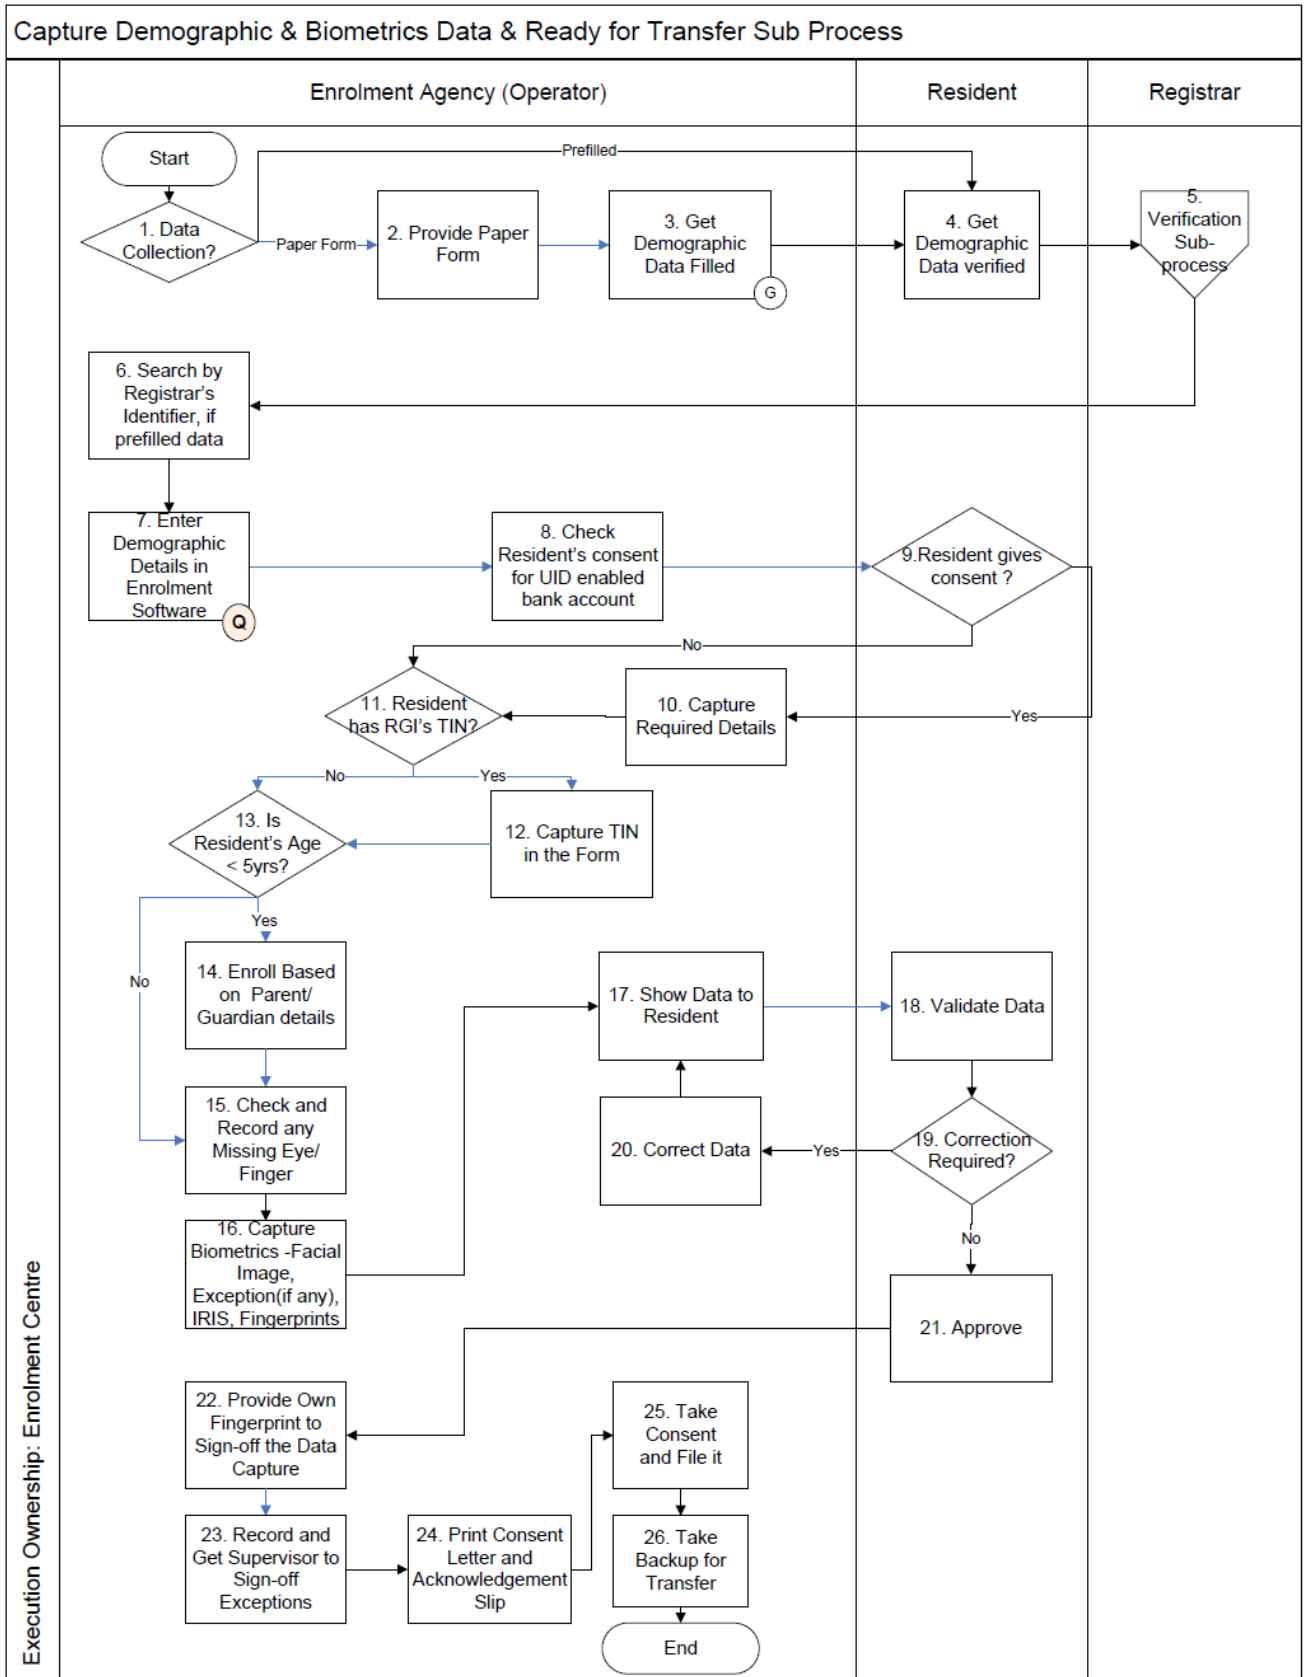 Capture Demographic & Biometrics Data & Ready for Transfer Sub Process
Enrolment Agency (Operator)
Resident
Registrar
Start
Prefilled
1. Data
Collection?
Paper Form
2. Provide Paper
Form
3. Get
Demographic
Data Filled
G
4. Get
Demographic
Data verified
5.
Verification
Sub-
process
6. Search by
Registrar's
Identifier, if
prefilled data
7. Enter
Demographic
Details in
Enrolment
Software
Q
8. Check
Resident's consent
for UID enabled
bank account
9.Resident gives
consent ?
No
Yes
10. Capture
Required Details
11. Resident
has RGI's TIN?
No
Yes
12. Capture TIN
in the Form
13. Is
Resident's Age
< 5yrs?
Yes
No
14. Enroll Based
on Parent/
Guardian details
15. Check and
Record any
Missing Eye/
Finger
16. Capture
Biometrics -Facial
Image,
Exception(if any),
IRIS, Fingerprints
17. Show Data to
Resident
18. Validate Data
19. Correction
Required?
Yes
20. Correct Data
No
21. Approve
22. Provide Own
Fingerprint to
Sign-off the Data
Capture
23. Record and
Get Supervisor to
Sign-off
Exceptions
24. Print Consent
Letter and
Acknowledgement
Slip
25. Take
Consent
and File it
26. Take
Backup for
Transfer
End
Execution Ownership: Enrolment Centre